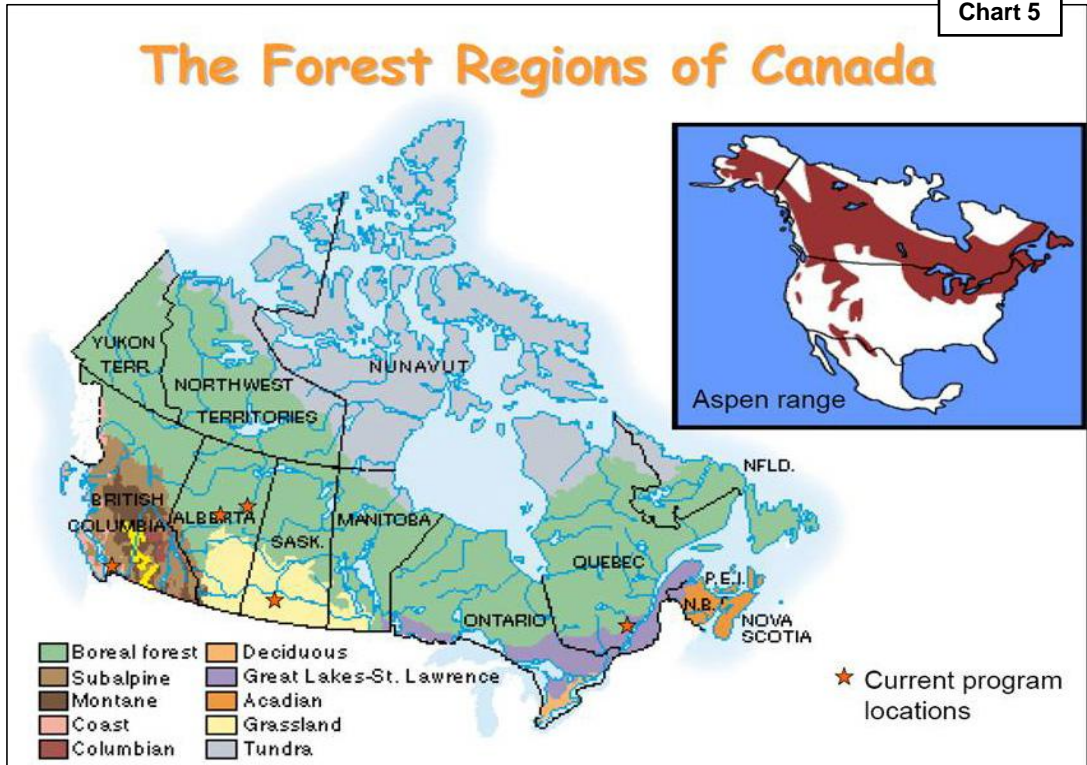 Chart 5
The Forest Regions of Canada
Aspen range
YUKON
TERR.
NORTHWEST
TERRITORIES
NUNAVUT
BRITISH
COLUMBIA
ALBERTA
SASK.
MANITOBA
ONTARIO
QUEBEC
NFLD.
P.E.I.
N.B.
NOVA
SCOTIA
Boreal forest
Subalpine
Montane
Coast
Columbian
Deciduous
Great Lakes-St. Lawrence
Acadian
Grassland
Tundra
Current program
locations